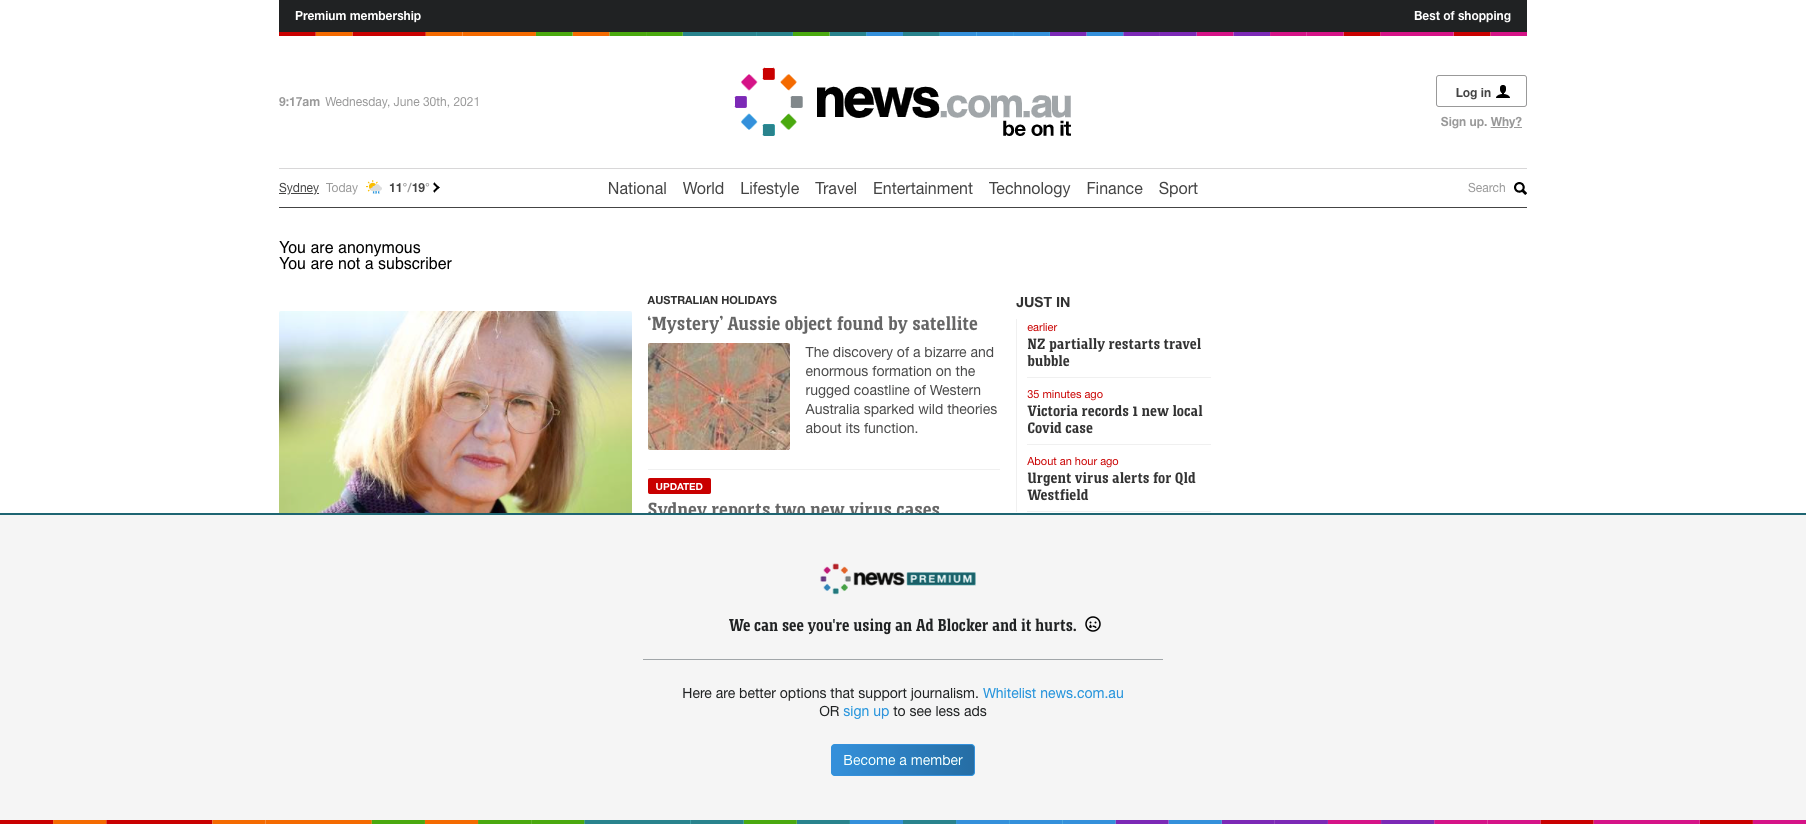 Premium membership
Best of shopping
9:17am Wednesday, June 30th, 2021
news.com.au
be on it
Log in
Sign up. Why?
Sydney Today 11°/19°
National World Lifestyle Travel Entertainment Technology Finance Sport
Search
You are anonymous
You are not a subscriber
AUSTRALIAN HOLIDAYS
‘Mystery’ Aussie object found by satellite
The discovery of a bizarre and
enormous formation on the
rugged coastline of Western
Australia sparked wild theories
about its function.
UPDATED
Sydney reports two new virus cases
JUST IN
earlier
NZ partially restarts travel
bubble
35 minutes ago
Victoria records 1 new local
Covid case
About an hour ago
Urgent virus alerts for Qld
Westfield
news PREMIUM
We can see you're using an Ad Blocker and it hurts.
Here are better options that support journalism. Whitelist news.com.au
OR sign up to see less ads
Become a member